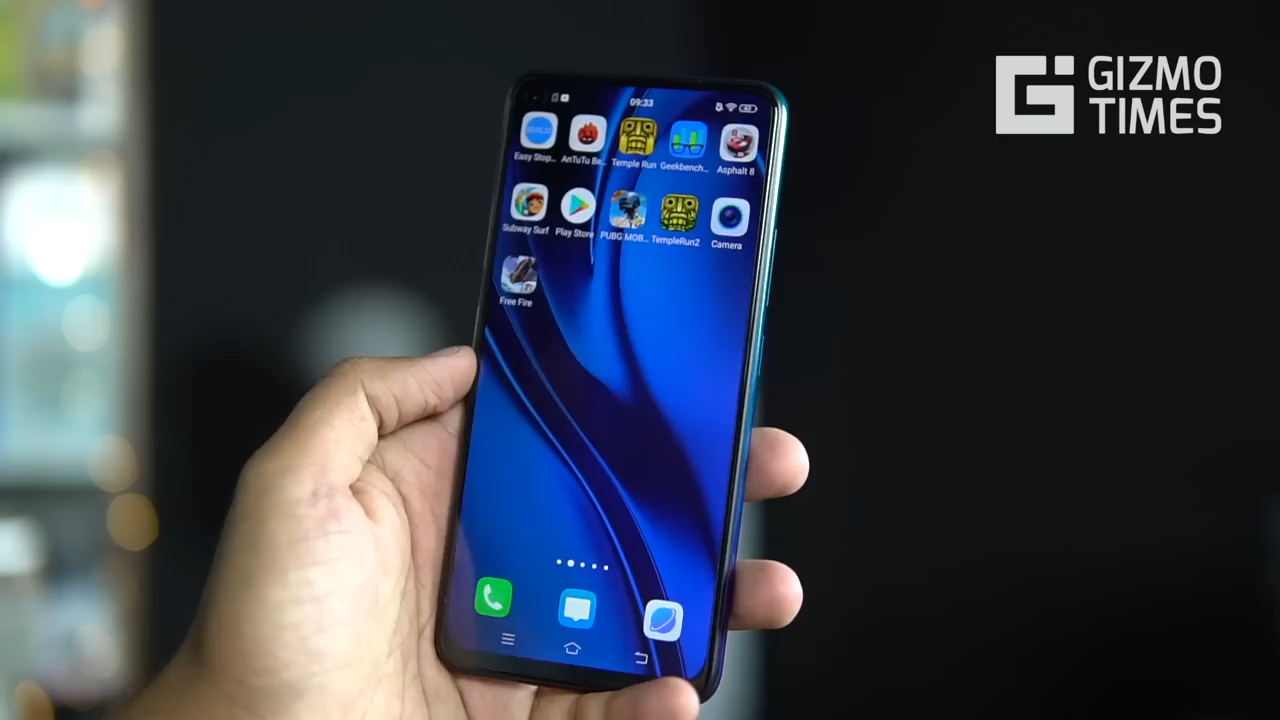 GIZMO
TIMES
09:33
Easy Stop...
AnTuTu Be...
Temple Run
Geekbench...
Asphalt 8
Subway Surf
Play Store
PUBG MOB...
TempleRun2
Camera
Free Fire